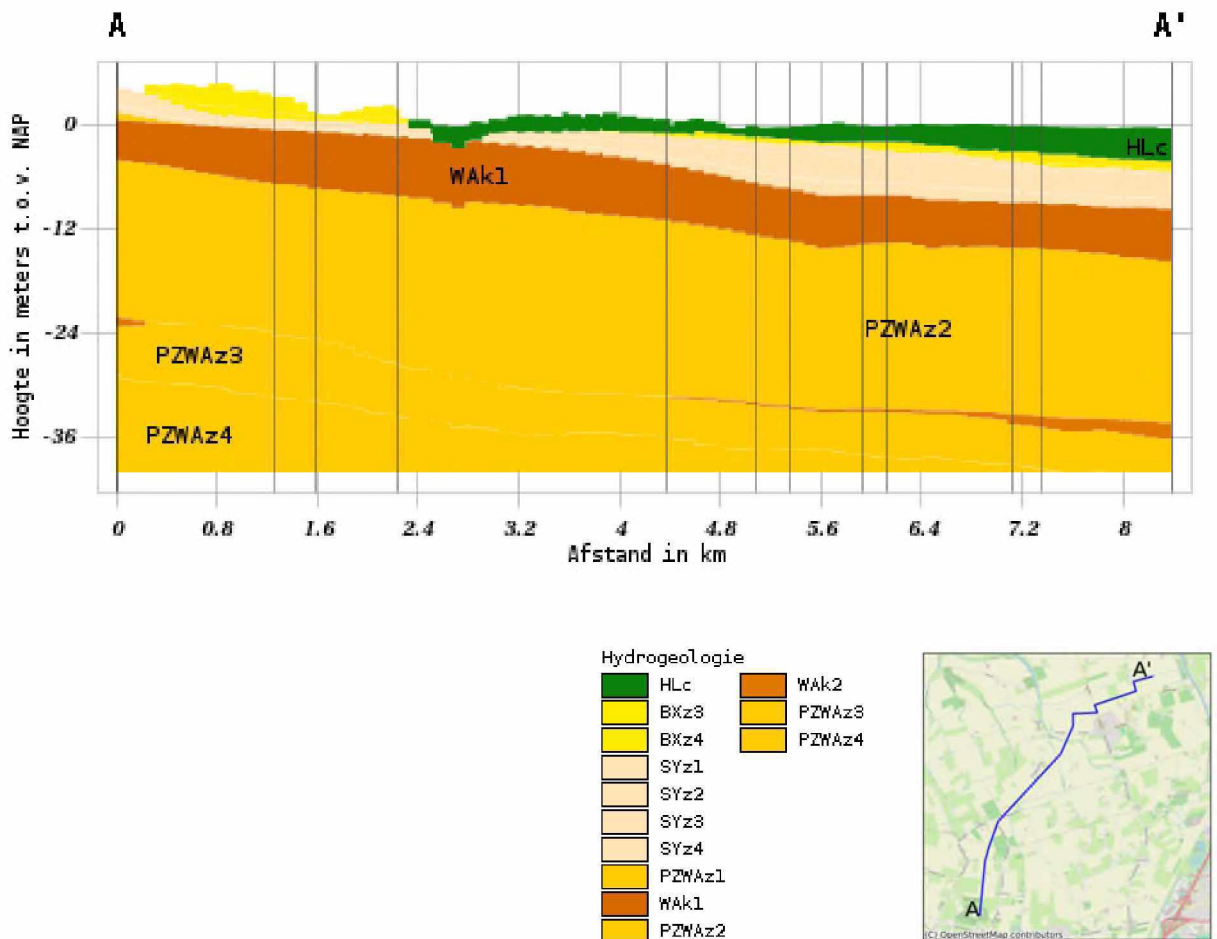 A A'
Hoogte in meters t.o.v. NAP
0
-12
-24
-36
HLc
WAk1
PZWAz2
PZWAz3
PZWAz4
0 0.8 1.6 2.4 3.2 4 4.8 5.6 6.4 7.2 8
Afstand in km
Hydrogeologie
HLc
BXz3
BXz4
SYz1
SYz2
SYz3
SYz4
PZWAz1
WAk1
PZWAz2
WAk2
PZWAz3
PZWAz4
A'
A
(C) OpenStreetMap contributors